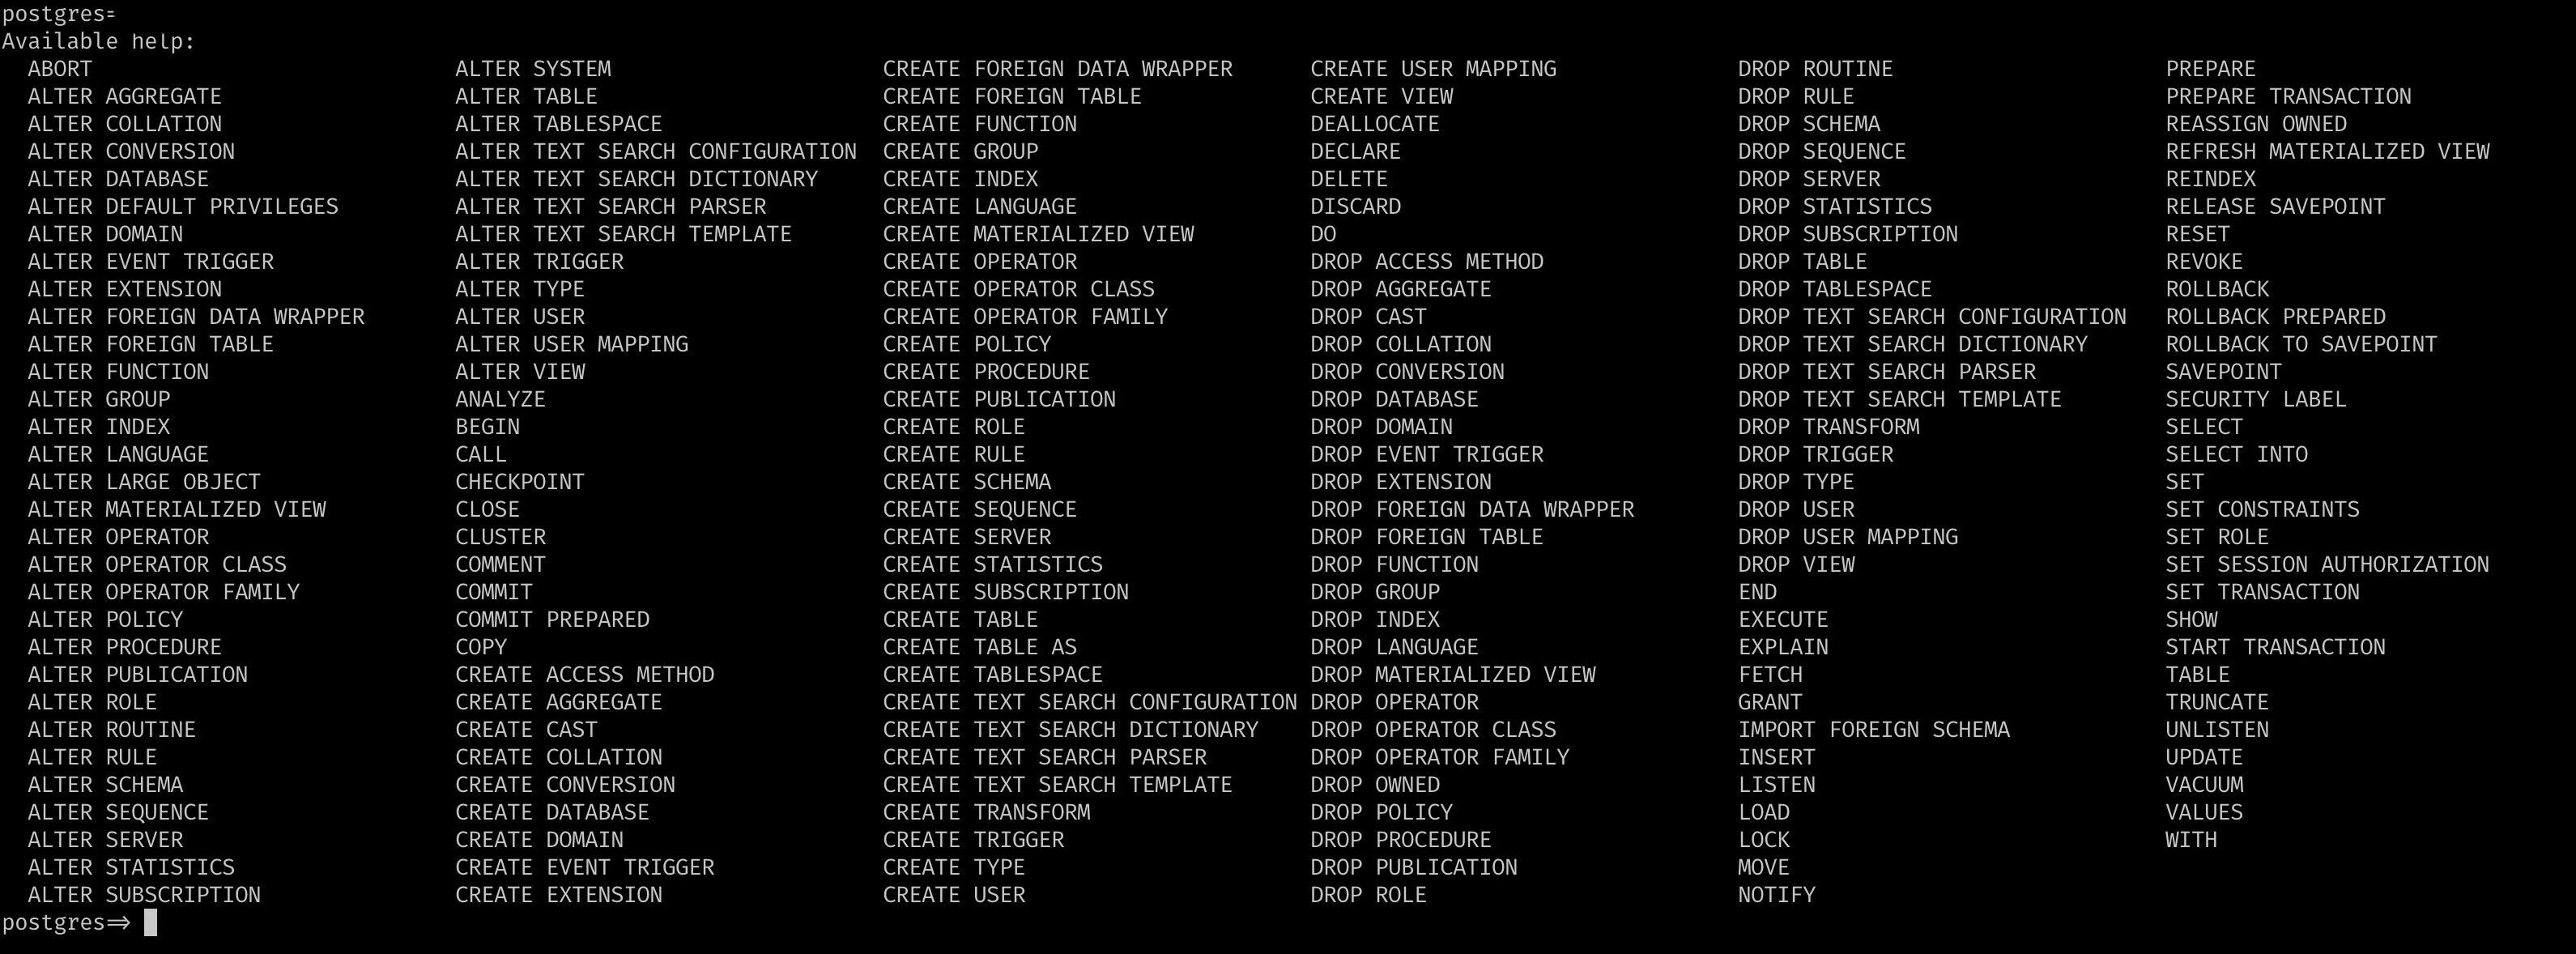 postgres=
Available help:
  ABORT                            ALTER SYSTEM                     CREATE FOREIGN DATA WRAPPER      CREATE USER MAPPING              DROP ROUTINE                     PREPARE
  ALTER AGGREGATE                  ALTER TABLE                      CREATE FOREIGN TABLE             CREATE VIEW                      DROP RULE                        PREPARE TRANSACTION
  ALTER COLLATION                  ALTER TABLESPACE                 CREATE FUNCTION                  DEALLOCATE                       DROP SCHEMA                      REASSIGN OWNED
  ALTER CONVERSION                 ALTER TEXT SEARCH CONFIGURATION  CREATE GROUP                     DECLARE                          DROP SEQUENCE                    REFRESH MATERIALIZED VIEW
  ALTER DATABASE                   ALTER TEXT SEARCH DICTIONARY     CREATE INDEX                     DELETE                           DROP SERVER                      REINDEX
  ALTER DEFAULT PRIVILEGES         ALTER TEXT SEARCH PARSER         CREATE LANGUAGE                  DISCARD                          DROP STATISTICS                  RELEASE SAVEPOINT
  ALTER DOMAIN                     ALTER TEXT SEARCH TEMPLATE       CREATE MATERIALIZED VIEW         DO                               DROP SUBSCRIPTION                RESET
  ALTER EVENT TRIGGER              ALTER TRIGGER                    CREATE OPERATOR                  DROP ACCESS METHOD               DROP TABLE                       REVOKE
  ALTER EXTENSION                  ALTER TYPE                       CREATE OPERATOR CLASS            DROP AGGREGATE                   DROP TABLESPACE                  ROLLBACK
  ALTER FOREIGN DATA WRAPPER       ALTER USER                       CREATE OPERATOR FAMILY           DROP CAST                        DROP TEXT SEARCH CONFIGURATION   ROLLBACK PREPARED
  ALTER FOREIGN TABLE              ALTER USER MAPPING               CREATE POLICY                    DROP COLLATION                   DROP TEXT SEARCH DICTIONARY      ROLLBACK TO SAVEPOINT
  ALTER FUNCTION                   ALTER VIEW                       CREATE PROCEDURE                 DROP CONVERSION                  DROP TEXT SEARCH PARSER          SAVEPOINT
  ALTER GROUP                      ANALYZE                          CREATE PUBLICATION               DROP DATABASE                    DROP TEXT SEARCH TEMPLATE        SECURITY LABEL
  ALTER INDEX                      BEGIN                            CREATE ROLE                      DROP DOMAIN                      DROP TRANSFORM                   SELECT
  ALTER LANGUAGE                   CALL                             CREATE RULE                      DROP EVENT TRIGGER               DROP TRIGGER                     SELECT INTO
  ALTER LARGE OBJECT               CHECKPOINT                       CREATE SCHEMA                    DROP EXTENSION                   DROP TYPE                        SET
  ALTER MATERIALIZED VIEW          CLOSE                            CREATE SEQUENCE                  DROP FOREIGN DATA WRAPPER        DROP USER                        SET CONSTRAINTS
  ALTER OPERATOR                   CLUSTER                          CREATE SERVER                    DROP FOREIGN TABLE               DROP USER MAPPING                SET ROLE
  ALTER OPERATOR CLASS             COMMENT                          CREATE STATISTICS                DROP FUNCTION                    DROP VIEW                        SET SESSION AUTHORIZATION
  ALTER OPERATOR FAMILY            COMMIT                           CREATE SUBSCRIPTION              DROP GROUP                       END                              SET TRANSACTION
  ALTER POLICY                     COMMIT PREPARED                  CREATE TABLE                     DROP INDEX                       EXECUTE                          SHOW
  ALTER PROCEDURE                  COPY                             CREATE TABLE AS                  DROP LANGUAGE                    EXPLAIN                          START TRANSACTION
  ALTER PUBLICATION                CREATE ACCESS METHOD             CREATE TABLESPACE                DROP MATERIALIZED VIEW           FETCH                            TABLE
  ALTER ROLE                       CREATE AGGREGATE                 CREATE TEXT SEARCH CONFIGURATION DROP OPERATOR                    GRANT                            TRUNCATE
  ALTER ROUTINE                    CREATE CAST                      CREATE TEXT SEARCH DICTIONARY    DROP OPERATOR CLASS              IMPORT FOREIGN SCHEMA            UNLISTEN
  ALTER RULE                       CREATE COLLATION                 CREATE TEXT SEARCH PARSER        DROP OPERATOR FAMILY             INSERT                           UPDATE
  ALTER SCHEMA                     CREATE CONVERSION                CREATE TEXT SEARCH TEMPLATE      DROP OWNED                       LISTEN                           VACUUM
  ALTER SEQUENCE                   CREATE DATABASE                  CREATE TRANSFORM                 DROP POLICY                      LOAD                             VALUES
  ALTER SERVER                     CREATE DOMAIN                    CREATE TRIGGER                   DROP PROCEDURE                   LOCK                             WITH
  ALTER STATISTICS                 CREATE EVENT TRIGGER             CREATE TYPE                      DROP PUBLICATION                 MOVE
  ALTER SUBSCRIPTION               CREATE EXTENSION                 CREATE USER                      DROP ROLE                        NOTIFY
postgres=>